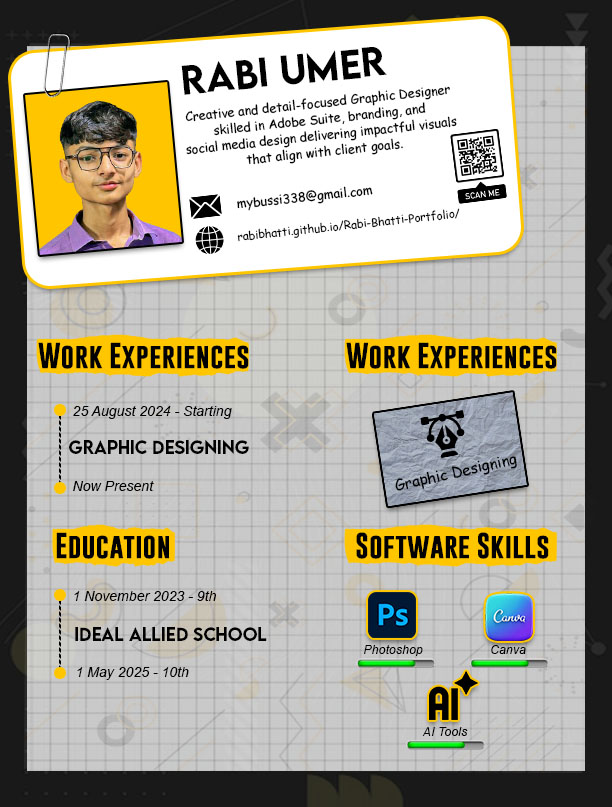 RABI UMER
Creative and detail-focused Graphic Designer
skilled in Adobe Suite, branding, and
social media design delivering impactful visuals
that align with client goals.
SCAN ME
mybussi338@gmail.com
rabibhatti.github.io/Rabi-Bhatti-Portfolio/
WORK EXPERIENCES
25 August 2024 - Starting
GRAPHIC DESIGNING
Now Present
WORK EXPERIENCES
Graphic Designing
EDUCATION
1 November 2023 - 9th
IDEAL ALLIED SCHOOL
1 May 2025 - 10th
SOFTWARE SKILLS
Ps
Photoshop
Canva
Canva
AI
AI Tools